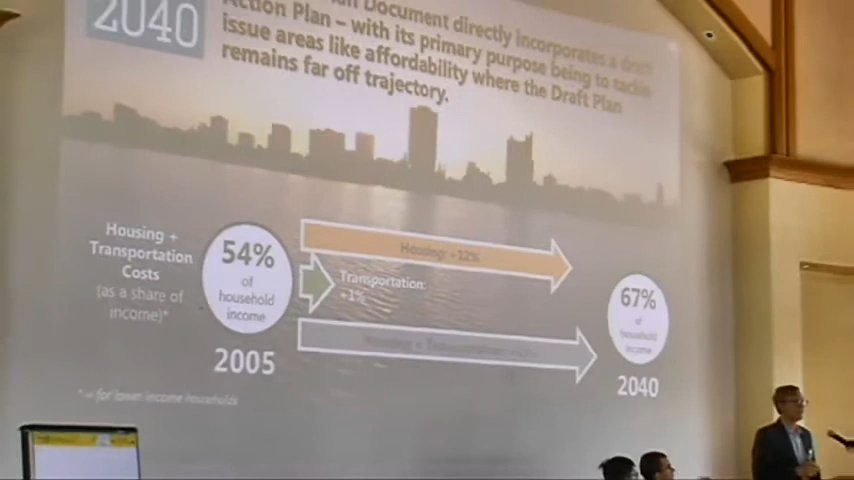 2040
Document directly incorporates a draft
Action Plan – with its primary purpose being to tackle
issue areas like affordability where the Draft Plan
remains far off trajectory.
Housing +
Transportation
Costs
(as a share of
income)*
54%
of
household
income
2005
Housing: +12%
Transportation:
+1%
Housing + Transportation:
67%
of
household
income
2040
* = for lower income households